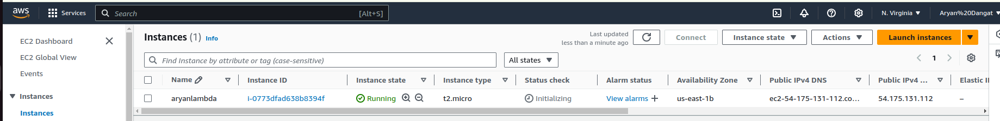 aws
Services
Search
[Alt+S]
N. Virginia
Aryan%20Dangat
EC2 Dashboard
EC2 Global View
Events
Instances
Instances
Instances (1) Info
Last updated
less than a minute ago
Connect
Instance state
Actions
Launch instances
Find Instance by attribute or tag (case-sensitive)
All states
1
Name Instance ID Instance state Instance type Status check Alarm status Availability Zone Public IPv4 DNS Public IPv4 ... Elastic I
aryanlambda i-0773dfad638b8394f Running t2.micro Initializing View alarms + us-east-1b ec2-54-175-131-112.co... 54.175.131.112 –